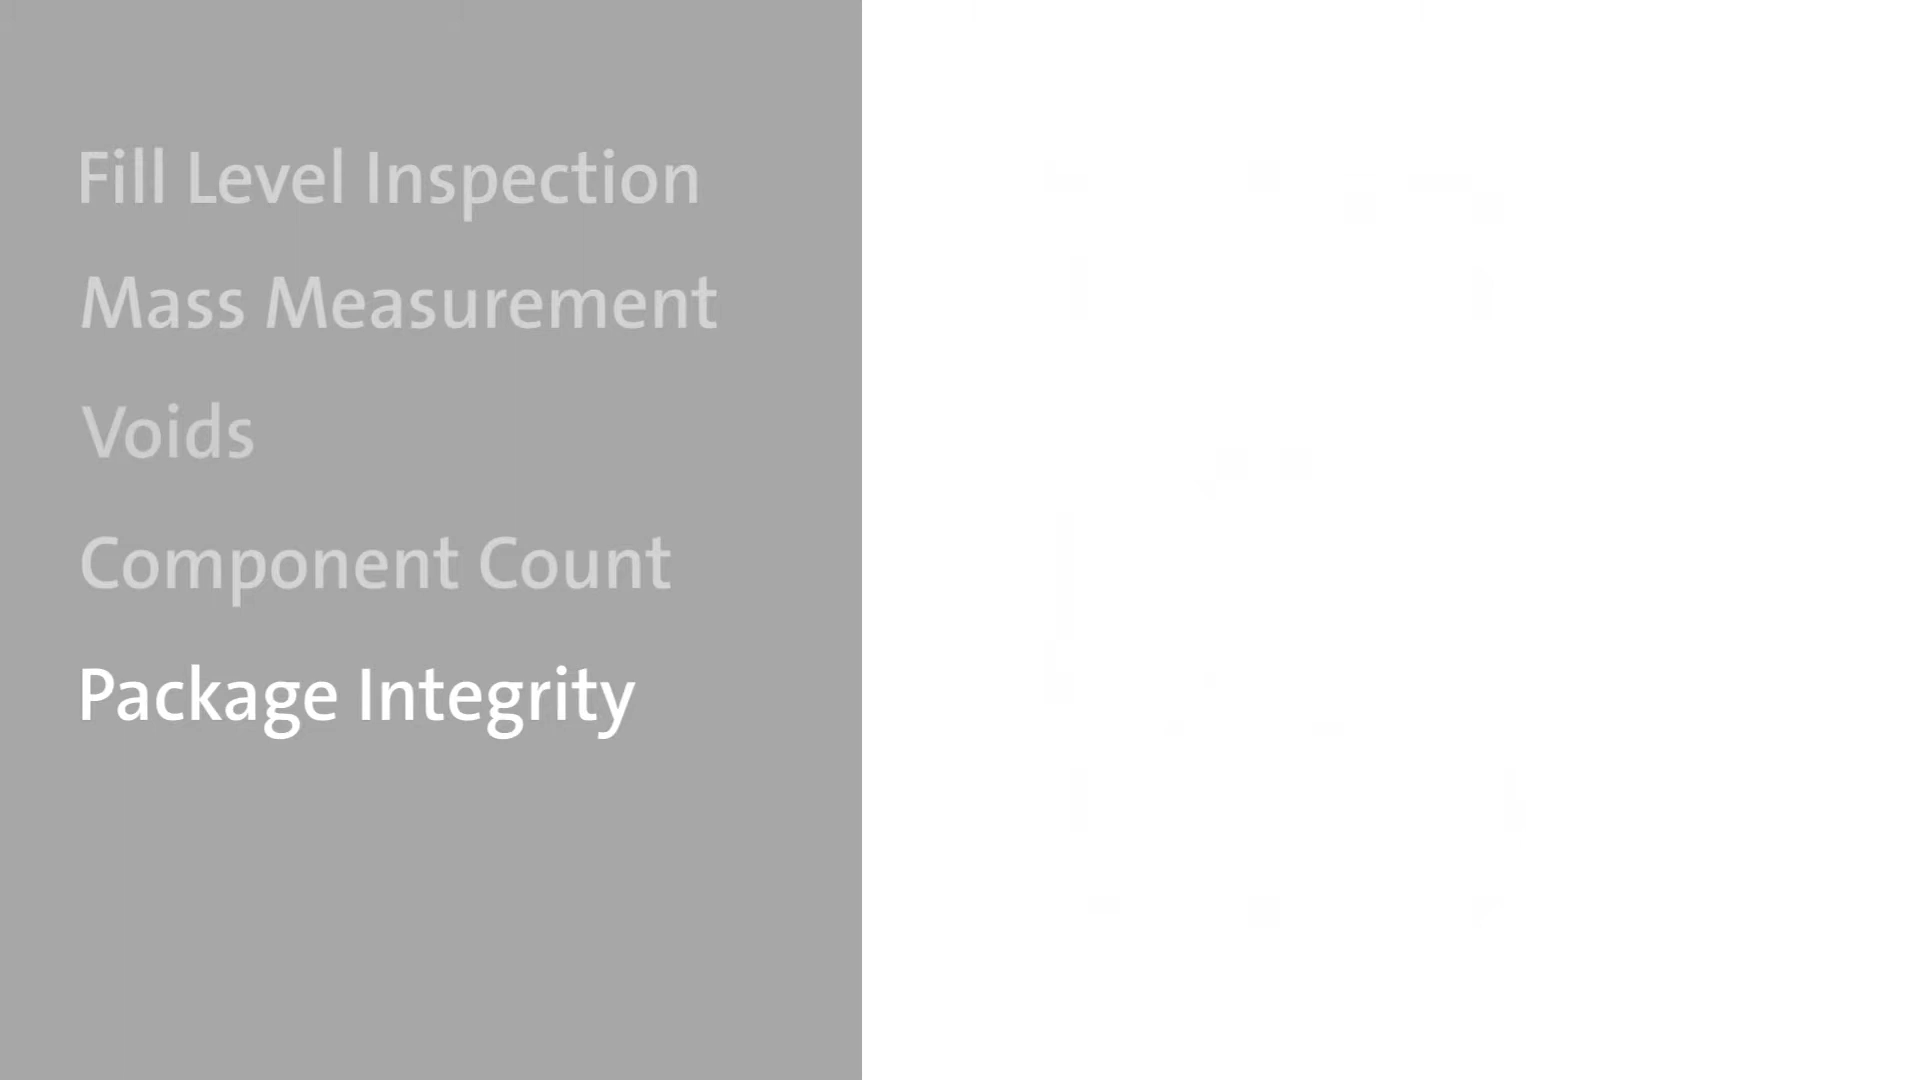 Fill Level Inspection
Mass Measurement
Voids
Component Count
Package Integrity